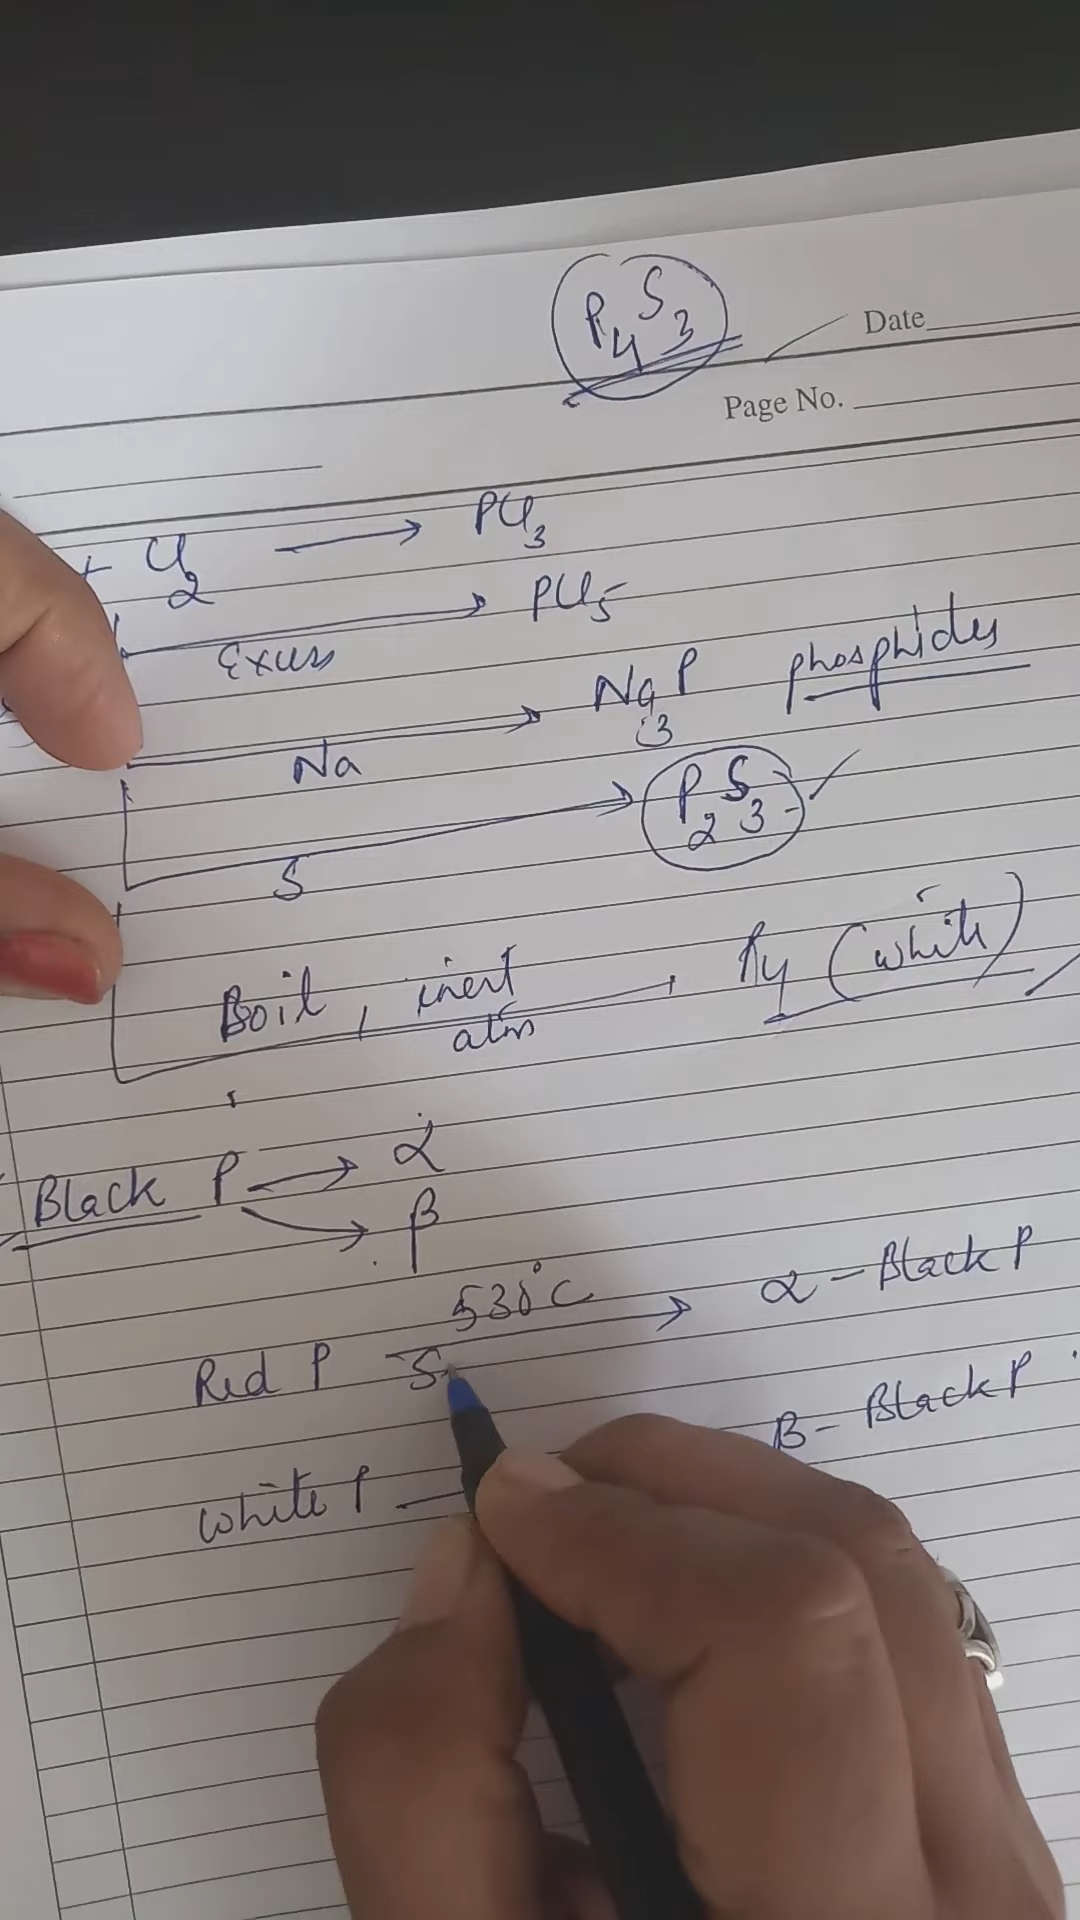 P4S3
Date
Page No.
+ Cl2 → PCl3
Excess → PCl5
Na → Na3P phosphides
S → P2S3
Boil, inert atm → P4 (white)
Black P → α
→ β
Red P 530°C → α - Black P
S
White P β - Black P